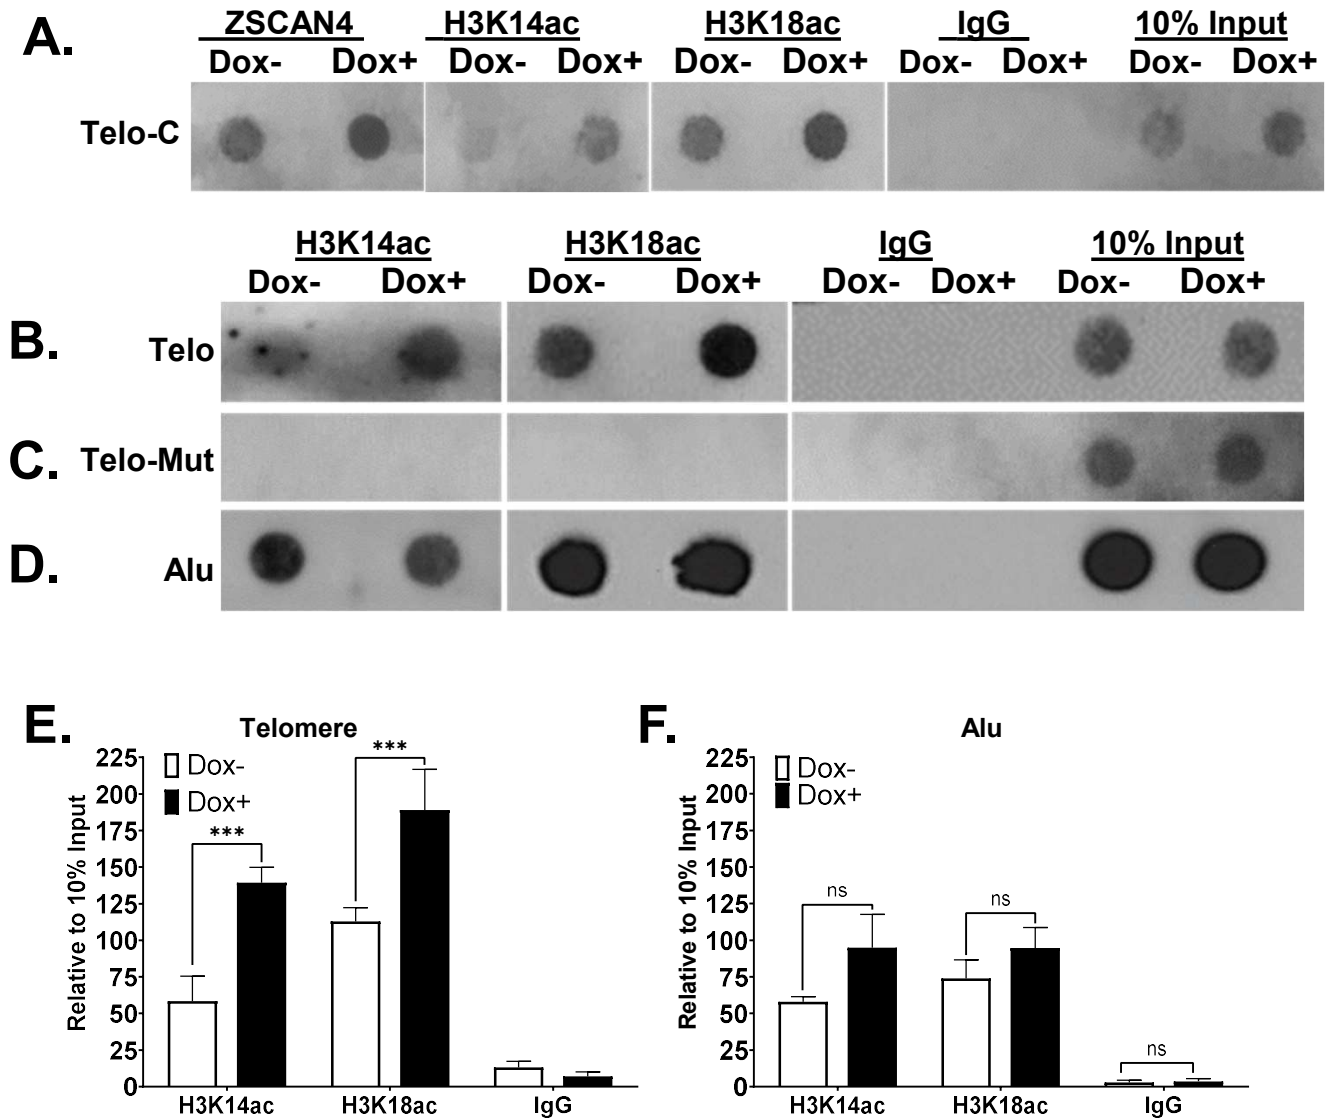 A.
ZSCAN4 H3K14ac H3K18ac IgG 10% Input
Dox- Dox+ Dox- Dox+ Dox- Dox+ Dox- Dox+ Dox- Dox+
Telo-C
H3K14ac H3K18ac IgG 10% Input
Dox- Dox+ Dox- Dox+ Dox- Dox+ Dox- Dox+
B. Telo
C. Telo-Mut
D. Alu
E.
Telomere
Relative to 10% Input
225
200
175
150
125
100
75
50
25
0
Dox-
Dox+
***
***
H3K14ac H3K18ac IgG
F.
Alu
Relative to 10% Input
225
200
175
150
125
100
75
50
25
0
Dox-
Dox+
ns
ns
ns
H3K14ac H3K18ac IgG